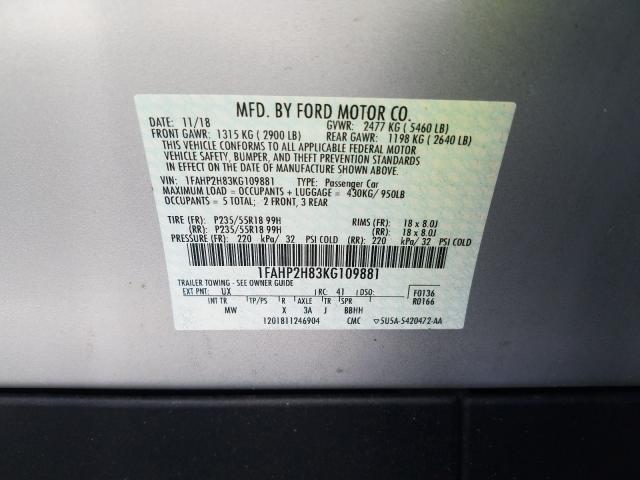 MFD. BY FORD MOTOR CO.
DATE: 11/18 GVWR: 2477 KG ( 5460 LB)
FRONT GAWR: 1315 KG ( 2900 LB) REAR GAWR: 1198 KG ( 2640 LB)
THIS VEHICLE CONFORMS TO ALL APPLICABLE FEDERAL MOTOR
VEHICLE SAFETY, BUMPER, AND THEFT PREVENTION STANDARDS
IN EFFECT ON THE DATE OF MANUFACTURE SHOWN ABOVE.
VIN: 1FAHP2H83KG109881 TYPE: Passenger Car
MAXIMUM LOAD = OCCUPANTS + LUGGAGE = 430KG/ 950LB
OCCUPANTS = 5 TOTAL; 2 FRONT, 3 REAR
TIRE (FR): P235/55R18 99H RIMS (FR): 18 x 8.0J
(RR): P235/55R18 99H (RR): 18 x 8.0J
PRESSURE (FR): 220 kPa/ 32 PSI COLD (RR): 220 kPa/ 32 PSI COLD
1FAHP2H83KG109881
TRAILER TOWING - SEE OWNER GUIDE
EXT PNT: UX RC: 41 DSO: F0136
INT TR TP/PS R AXLE TR SPR R0166
MW X 3A J BBHH
1201811246904 CMC ▽5U5A-5420472-AA